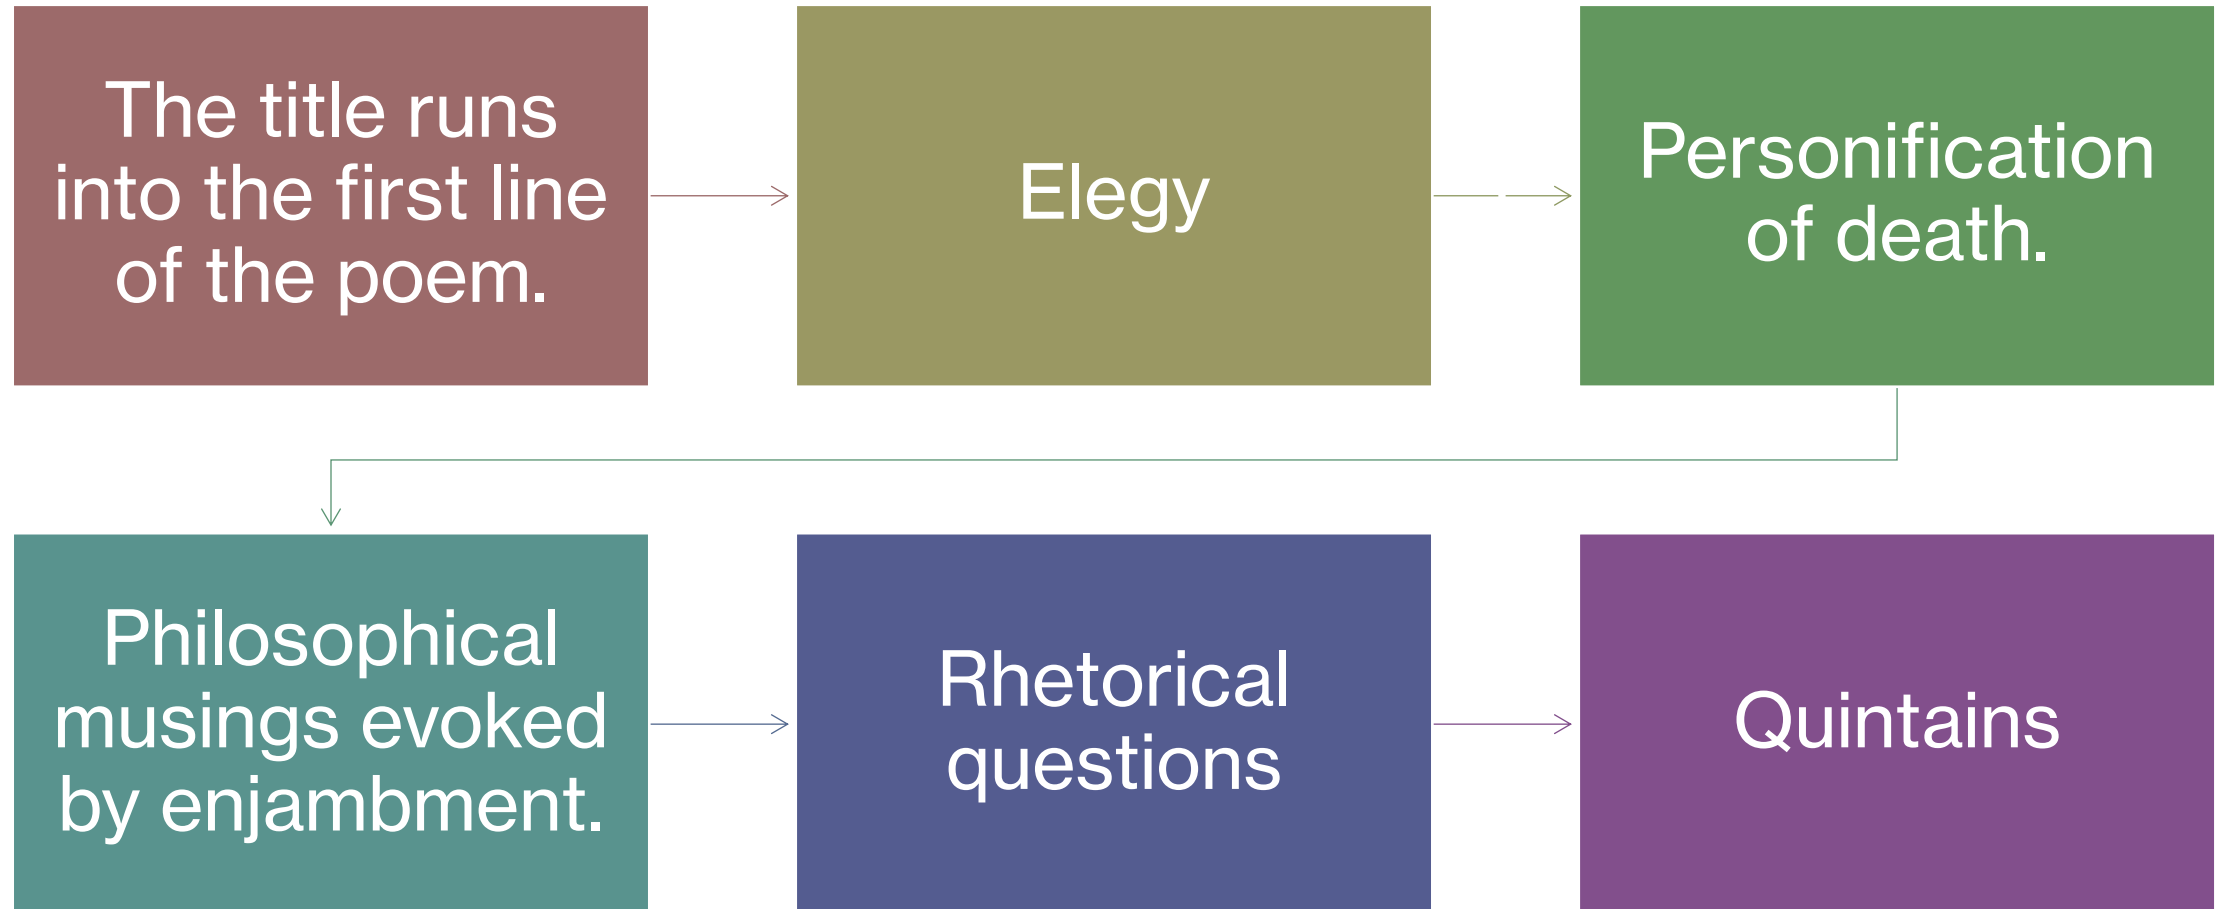 The title runs
into the first line
of the poem.
Elegy
Personification
of death.
Philosophical
musings evoked
by enjambment.
Rhetorical
questions
Quintains